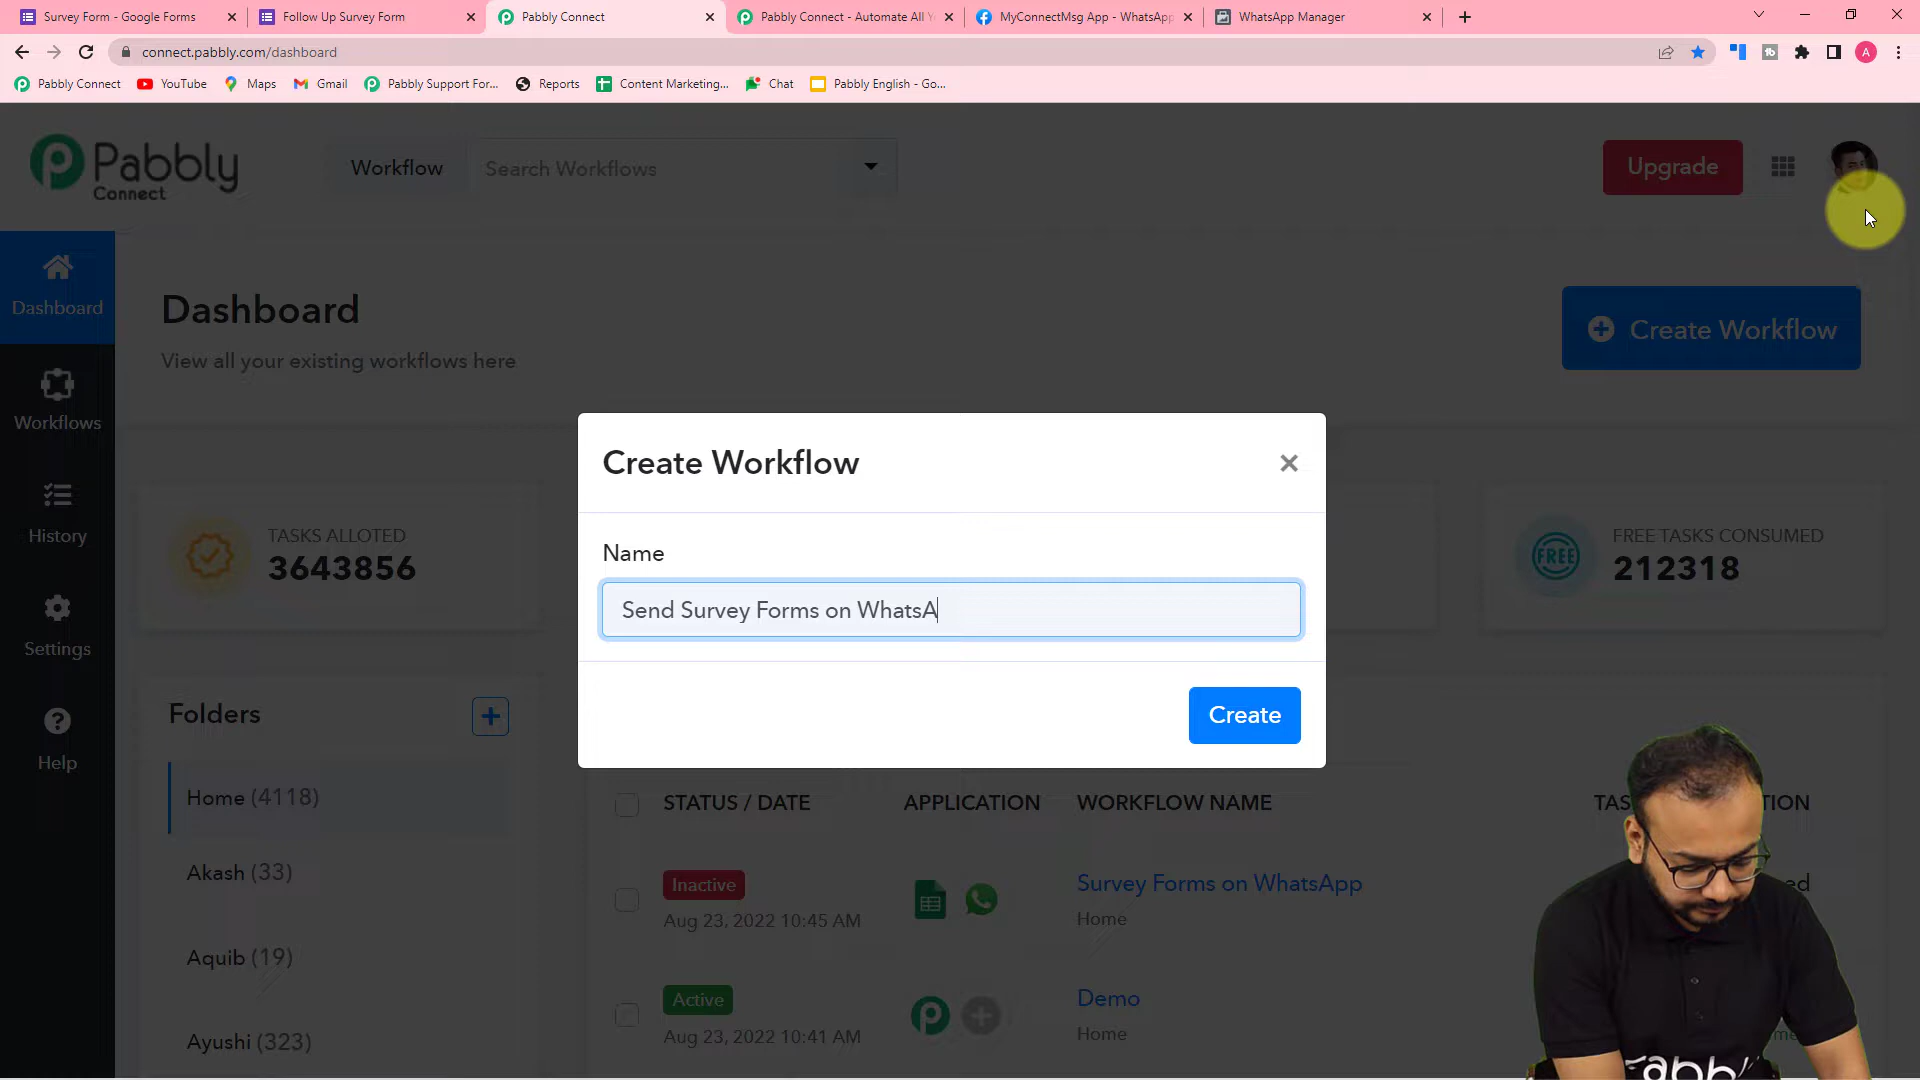 Survey Form - Google Forms
Follow Up Survey Form
Pabbly Connect
Pabbly Connect - Automate All Y
MyConnectMsg App - WhatsApp
WhatsApp Manager
connect.pabbly.com/dashboard
A
Pabbly Connect
YouTube
Maps
Gmail
Pabbly Support For...
Reports
Content Marketing...
Chat
Pabbly English - Go...
Pabbly
Connect
Workflow
Search Workflows
Upgrade
Dashboard
Workflows
History
Settings
Help
Dashboard
View all your existing workflows here
Create Workflow
TASKS ALLOTED
3643856
FREE
FREE TASKS CONSUMED
212318
Create Workflow
Name
Send Survey Forms on WhatsA
Create
Folders
Home (4118)
Akash (33)
Aquib (19)
Ayushi (323)
STATUS / DATE
APPLICATION
WORKFLOW NAME
Inactive
Aug 23, 2022 10:45 AM
Survey Forms on WhatsApp
Home
Active
Aug 23, 2022 10:41 AM
Demo
Home